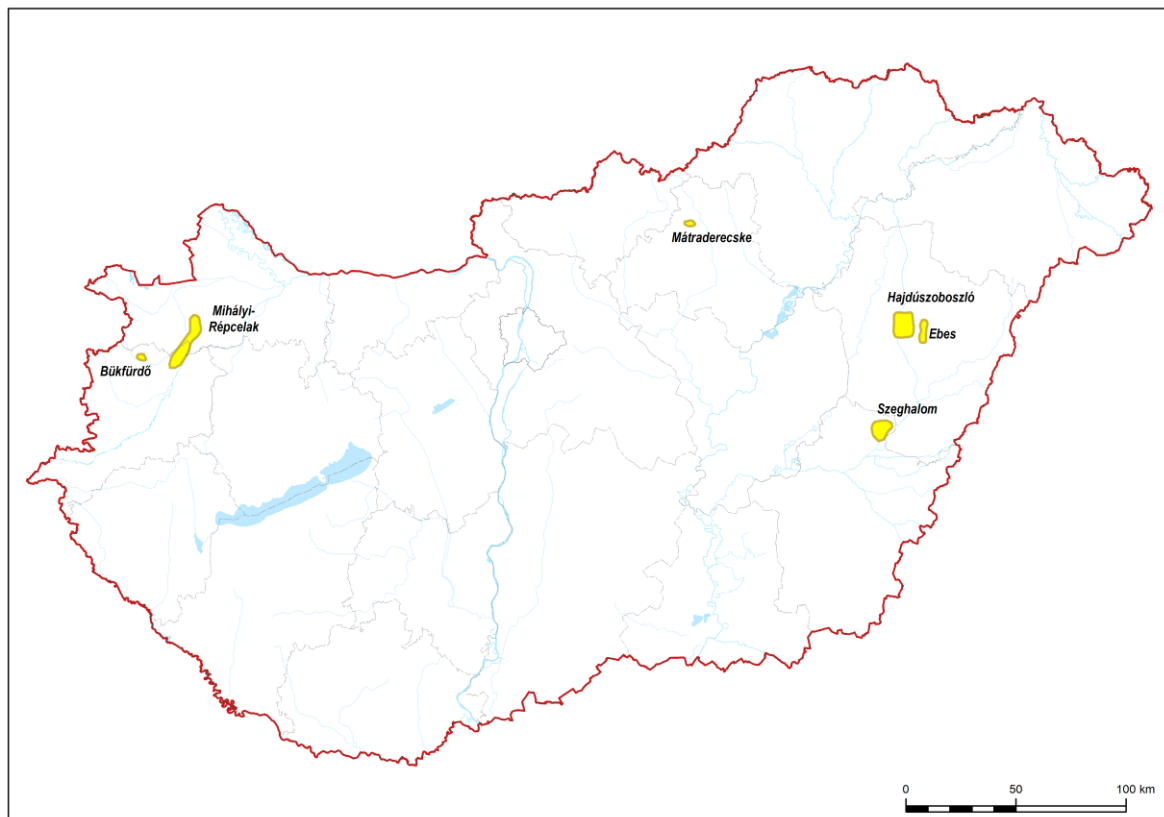 Mátraderecske
Hajdúszoboszló
Ebes
Mihályi-
Répcelak
Bükfürdő
Szeghalom
0 50 100 km